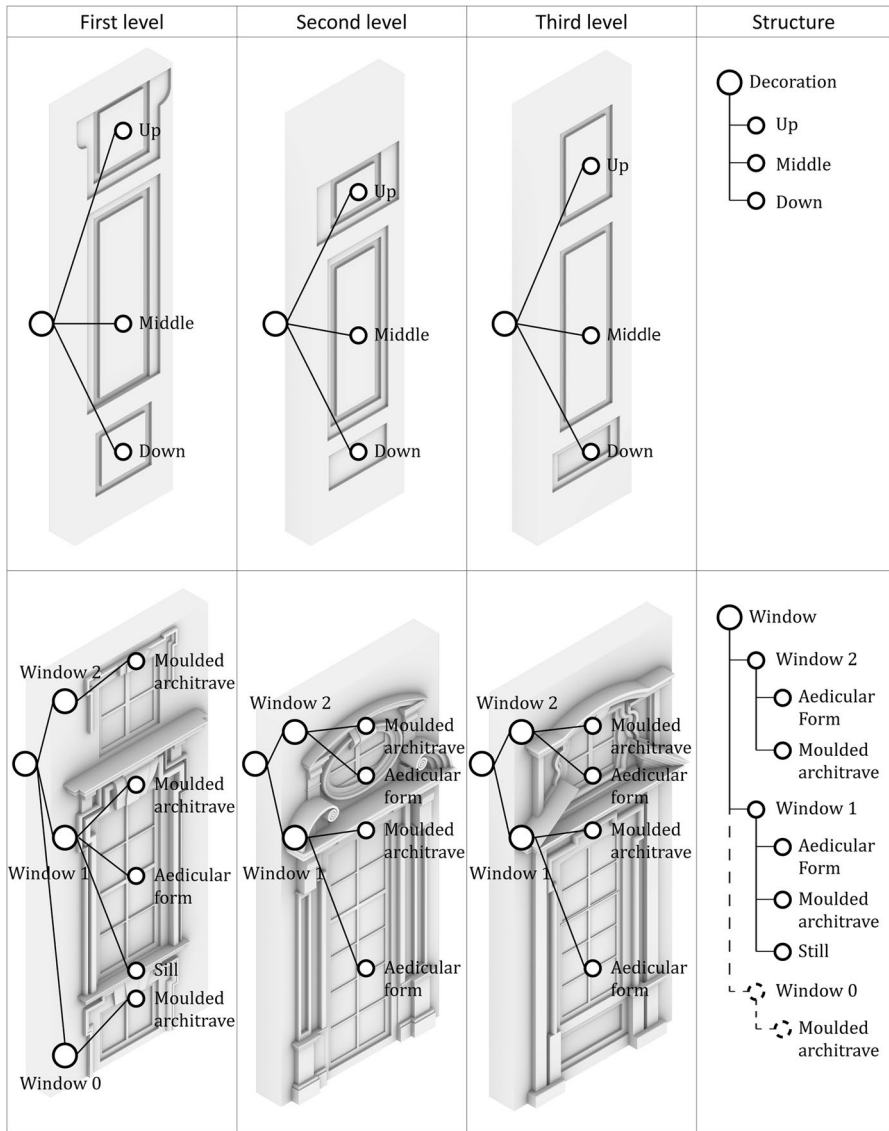 First level
Second level
Third level
Structure
Up
Middle
Down
Up
Middle
Down
Up
Middle
Down
Decoration
Up
Middle
Down
Window 2
Moulded
architrave
Moulded
architrave
Window 1
Aedicular
form
Sill
Moulded
architrave
Window 0
Window 2
Moulded
architrave
Aedicular
form
Moulded
architrave
Window 1
Aedicular
form
Window 2
Moulded
architrave
Aedicular
form
Moulded
architrave
Window 1
Aedicular
form
Window
Window 2
Aedicular
Form
Moulded
architrave
Window 1
Aedicular
Form
Moulded
architrave
Still
Window 0
Moulded
architrave